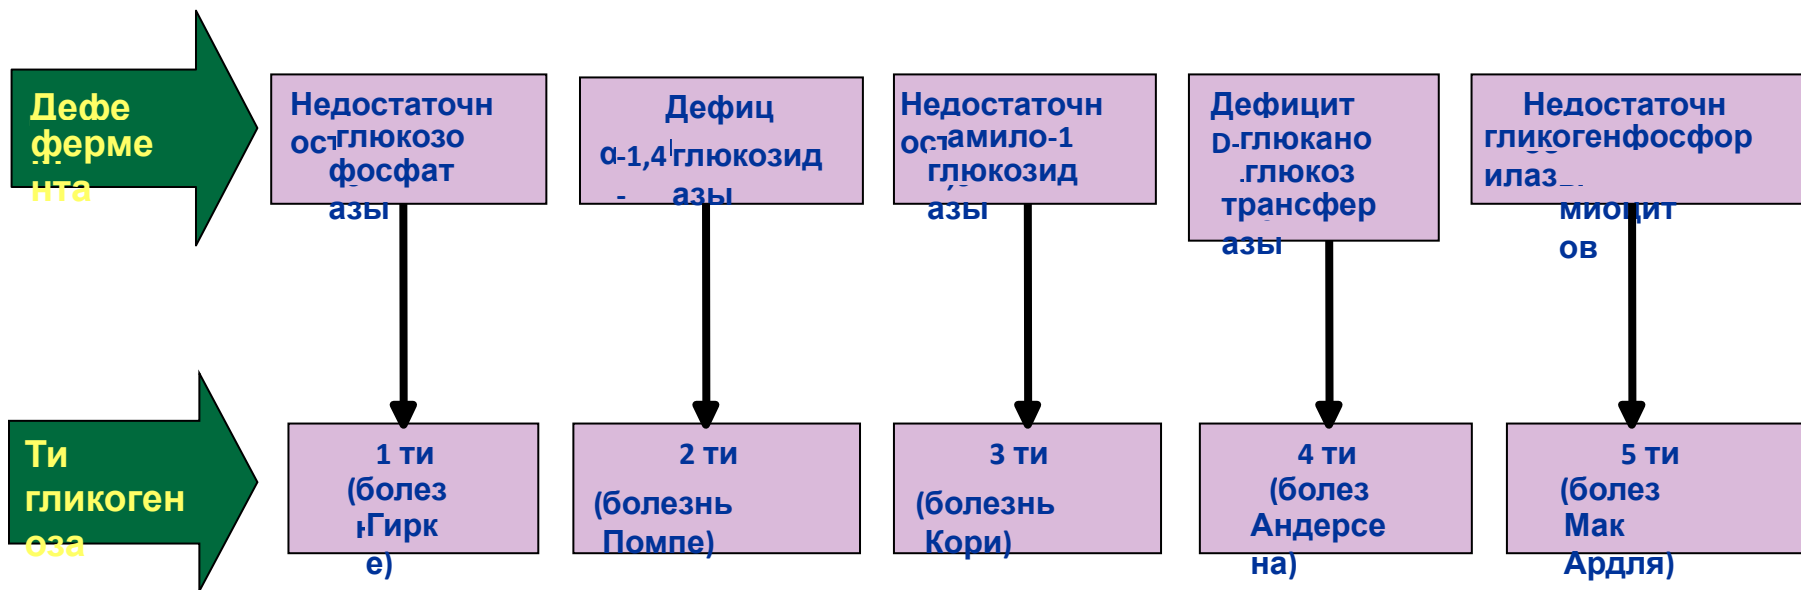 Дефе
ферме
нта
Недостаточн
ост
глюкозо
фосфат
азы
Дефиц
α-1,4
глюкозид
-
азы
Недостаточн
ост
амило-1
глюкозид
азы
Дефицит
D-глюкано
глюкоз
трансфер
азы
Недостаточн
гликогенфосфор
илаз
миоцит
ов
Ти
гликоген
оза
1 ти
(болез
Гирк
е)
2 ти
(болезнь
Помпе)
3 ти
(болезнь
Кори)
4 ти
(болез
Андерсе
на)
5 ти
(болез
Мак
Ардля)